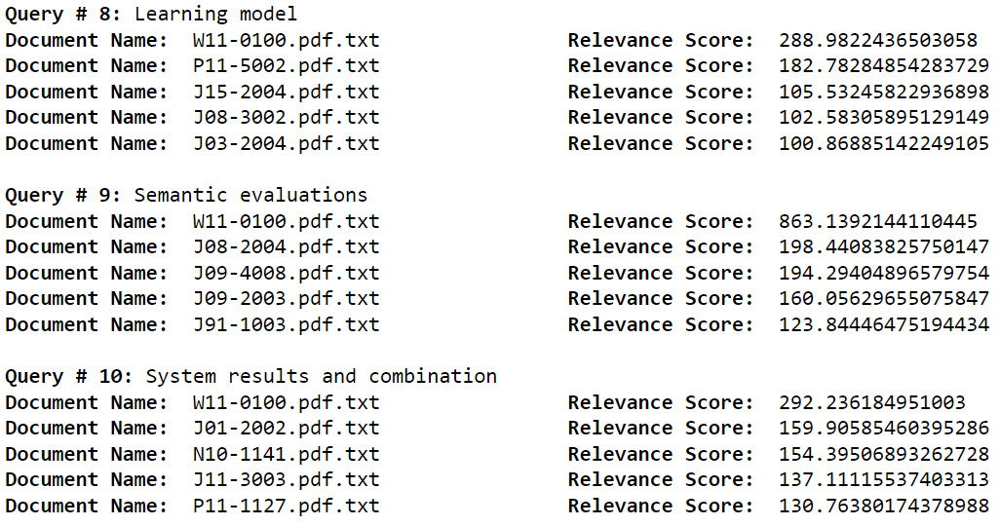 Query # 8: Learning model
Document Name: W11-0100.pdf.txt Relevance Score: 288.9822436503058
Document Name: P11-5002.pdf.txt Relevance Score: 182.78284854283729
Document Name: J15-2004.pdf.txt Relevance Score: 105.53245822936898
Document Name: J08-3002.pdf.txt Relevance Score: 102.58305895129149
Document Name: J03-2004.pdf.txt Relevance Score: 100.86885142249105
Query # 9: Semantic evaluations
Document Name: W11-0100.pdf.txt Relevance Score: 863.1392144110445
Document Name: J08-2004.pdf.txt Relevance Score: 198.44083825750147
Document Name: J09-4008.pdf.txt Relevance Score: 194.29404896579754
Document Name: J09-2003.pdf.txt Relevance Score: 160.05629655075847
Document Name: J91-1003.pdf.txt Relevance Score: 123.84446475194434
Query # 10: System results and combination
Document Name: W11-0100.pdf.txt Relevance Score: 292.236184951003
Document Name: J01-2002.pdf.txt Relevance Score: 159.90585460395286
Document Name: N10-1141.pdf.txt Relevance Score: 154.39506893262728
Document Name: J11-3003.pdf.txt Relevance Score: 137.11115537403313
Document Name: P11-1127.pdf.txt Relevance Score: 130.76380174378988